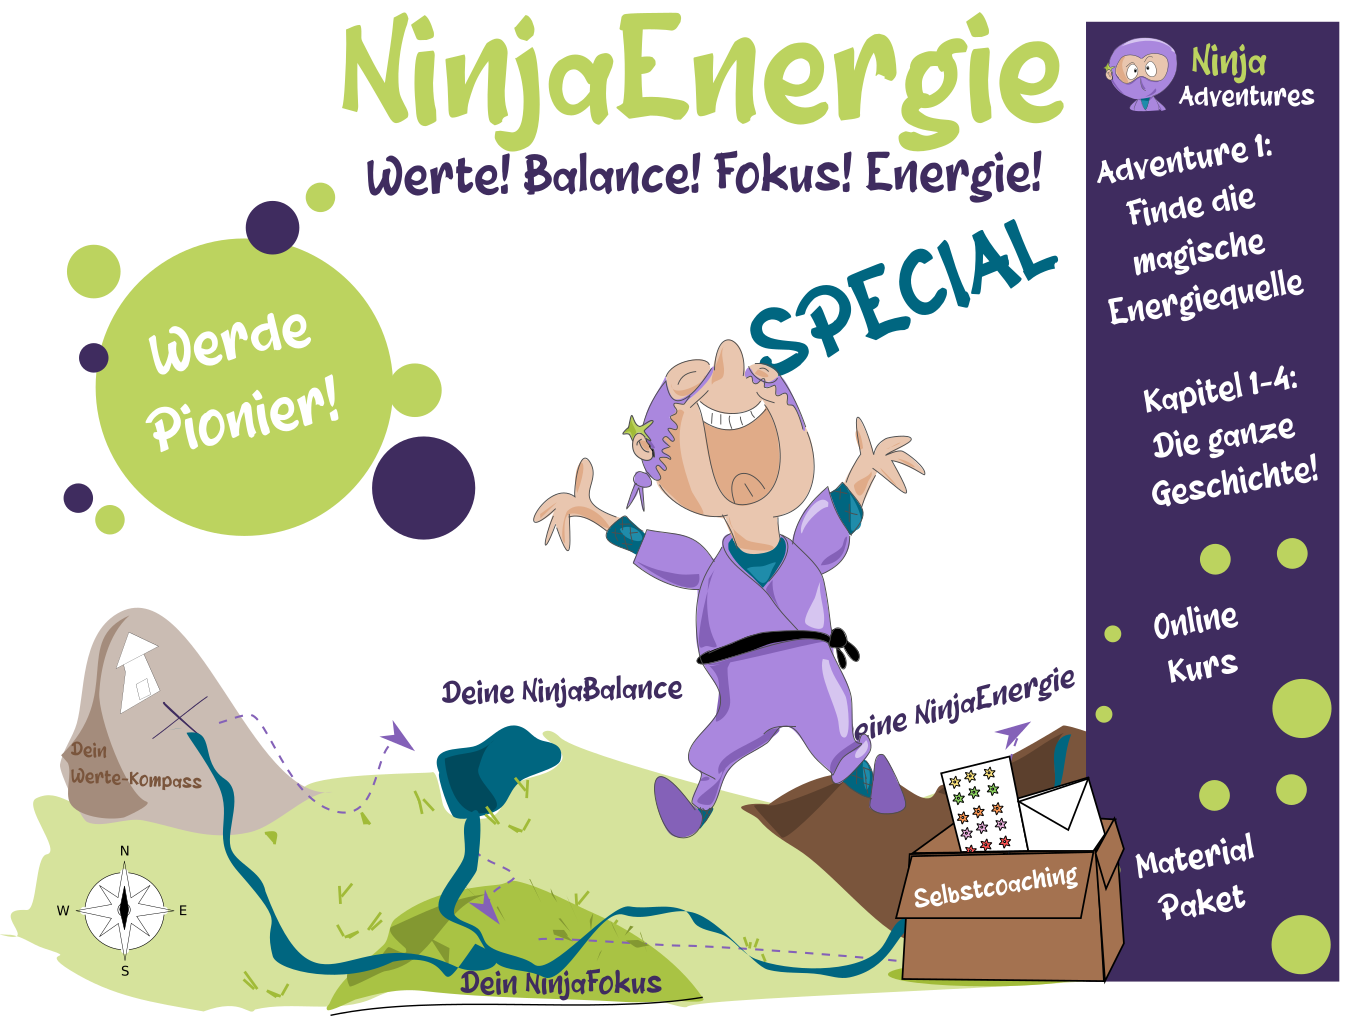 NinjaEnergie
Werte! Balance! Fokus! Energie!
SPECIAL
Werde
Pionier!
Deine NinjaBalance
eine NinjaEnergie
Dein
Werte-Kompass
N
W
E
S
Dein NinjaFokus
Selbstcoaching
Ninja
Adventures
Adventure 1:
Finde die
magische
Energiequelle
Kapitel 1-4:
Die ganze
Geschichte!
Online
Kurs
Material
Paket